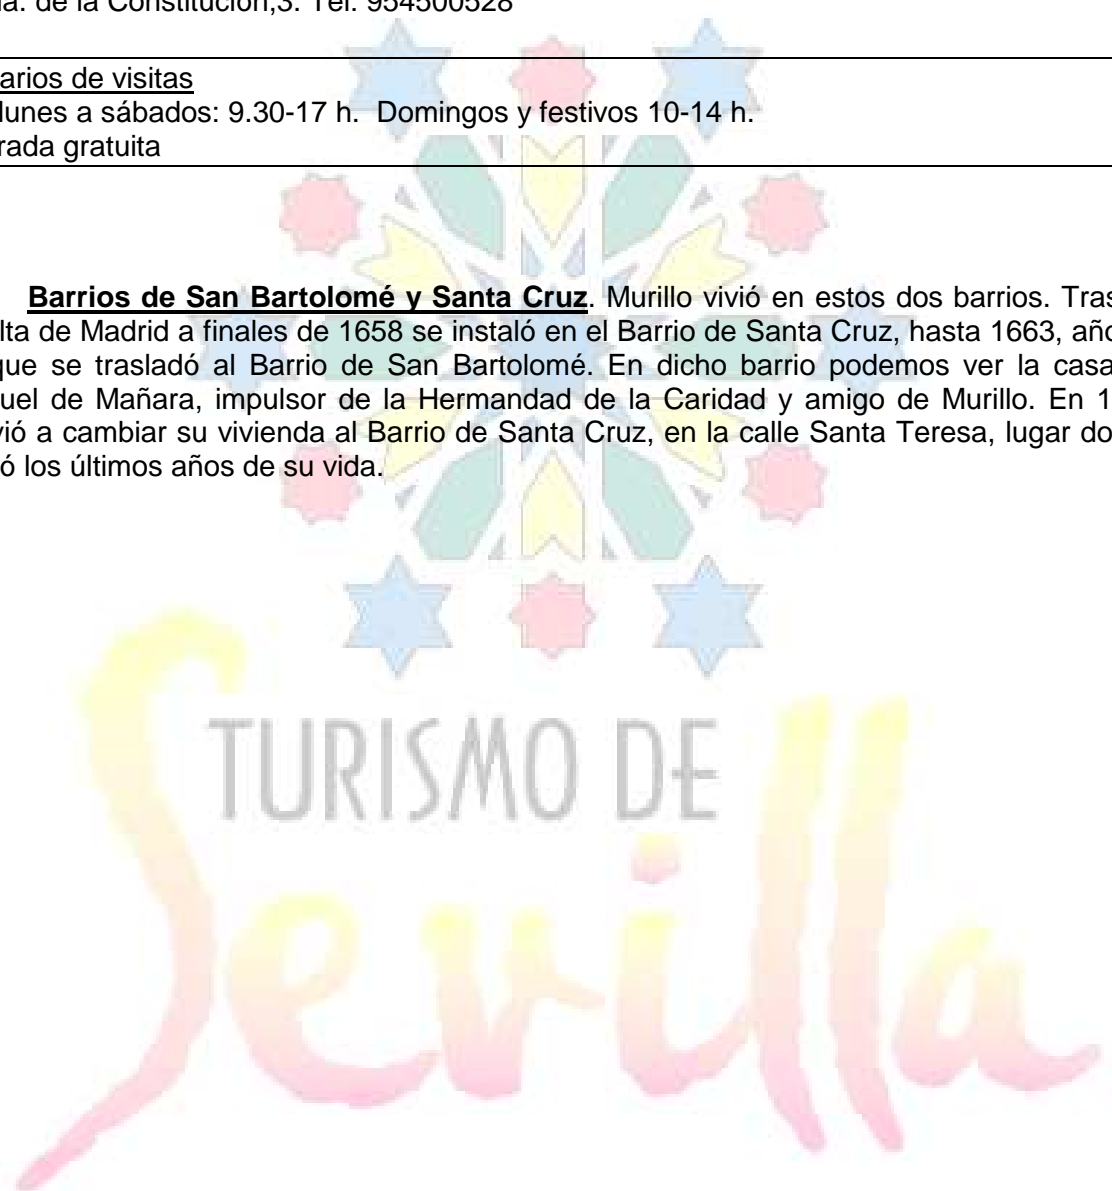 a. de la Constitución,3. Tel. 954500528
arios de visitas
lunes a sábados: 9.30-17 h. Domingos y festivos 10-14 h.
rada gratuita
Barrios de San Bartolomé y Santa Cruz. Murillo vivió en estos dos barrios. Tras
lta de Madrid a finales de 1658 se instaló en el Barrio de Santa Cruz, hasta 1663, año
que se trasladó al Barrio de San Bartolomé. En dicho barrio podemos ver la casa
uel de Mañara, impulsor de la Hermandad de la Caridad y amigo de Murillo. En 1
vió a cambiar su vivienda al Barrio de Santa Cruz, en la calle Santa Teresa, lugar do
ó los últimos años de su vida.
TURISMO DE
Sevilla